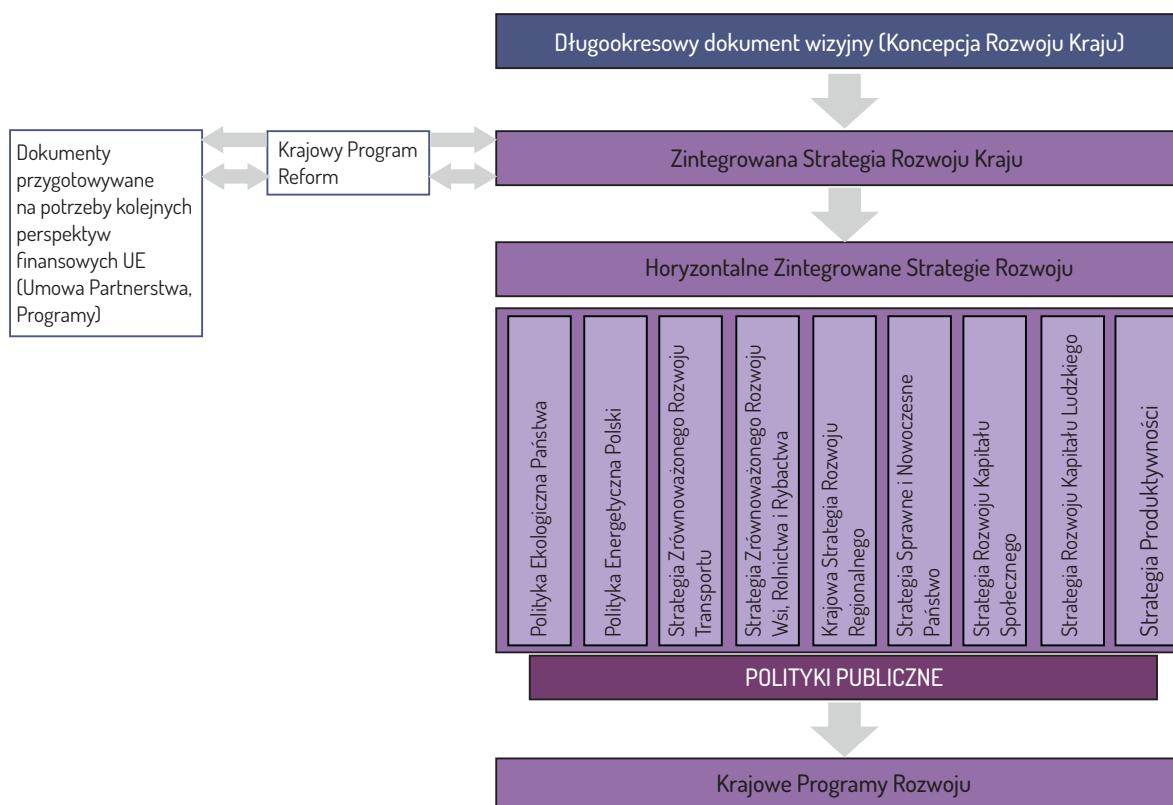 Długookresowy dokument wizyjny (Koncepcja Rozwoju Kraju)
Dokumenty
przygotowywane
na potrzeby kolejnych
perspektyw
finansowych UE
(Umowa Partnerstwa,
Programy)
Krajowy Program
Reform
Zintegrowana Strategia Rozwoju Kraju
Horyzontalne Zintegrowane Strategie Rozwoju
Polityka Ekologiczna Państwa
Polityka Energetyczna Polski
Strategia Zrównoważonego Rozwoju
Transportu
Strategia Zrównoważonego Rozwoju
Wsi, Rolnictwa i Rybactwa
Krajowa Strategia Rozwoju
Regionalnego
Strategia Sprawne i Nowoczesne
Państwo
Strategia Rozwoju Kapitału
Społecznego
Strategia Rozwoju Kapitału Ludzkiego
Strategia Produktywności
POLITYKI PUBLICZNE
Krajowe Programy Rozwoju